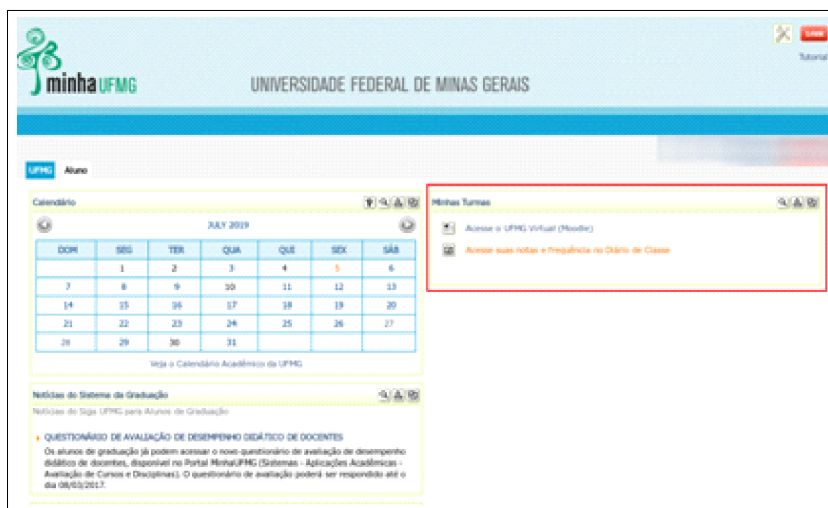 SAIR
Tutorial
minhaUFMG
UNIVERSIDADE FEDERAL DE MINAS GERAIS
UFMG Aluno
Calendário
JULY 2019
DOM SEG TER QUA QUI SEX SÁB
1 2 3 4 5 6
7 8 9 10 11 12 13
14 15 16 17 18 19 20
21 22 23 24 25 26 27
28 29 30 31
Veja o Calendário Acadêmico da UFMG
Notícias do Sistema da Graduação
Notícias do Siga UFMG para Alunos de Graduação
QUESTIONÁRIO DE AVALIAÇÃO DE DESEMPENHO DIDÁTICO DE DOCENTES
Os alunos de graduação já podem acessar o novo questionário de avaliação de desempenho
didático de docentes, disponível no Portal MinhaUFMG (Sistemas - Aplicações Acadêmicas -
Avaliação de Cursos e Disciplinas). O questionário de avaliação poderá ser respondido até o
dia 08/03/2017.
Minhas Turmas
Acesse o UFMG Virtual (Moodle)
Acesse suas notas e frequência no Diário de Classe